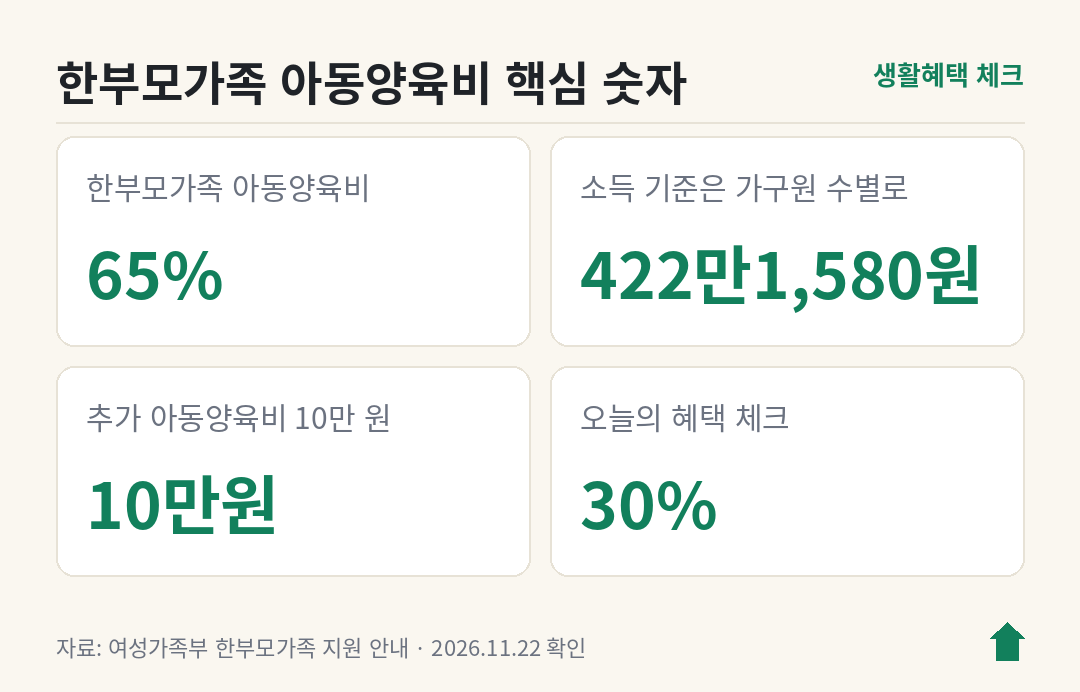 한부모가족 아동양육비 핵심 숫자
생활혜택 체크
한부모가족 아동양육비
65%
소득 기준은 가구원 수별로
422만1,580원
추가 아동양육비 10만 원
10만원
오늘의 혜택 체크
30%
자료: 여성가족부 한부모가족 지원 안내 · 2026.11.22 확인